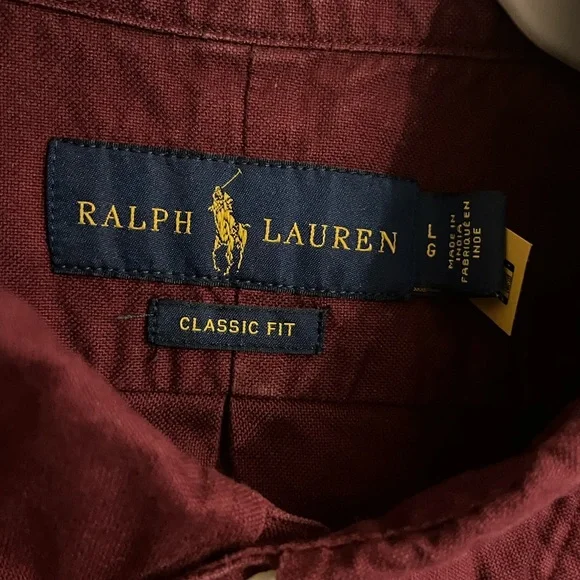 RALPH LAUREN
L
G
MADE IN
INDIA
FABRIQUÉ EN
INDE
CLASSIC FIT